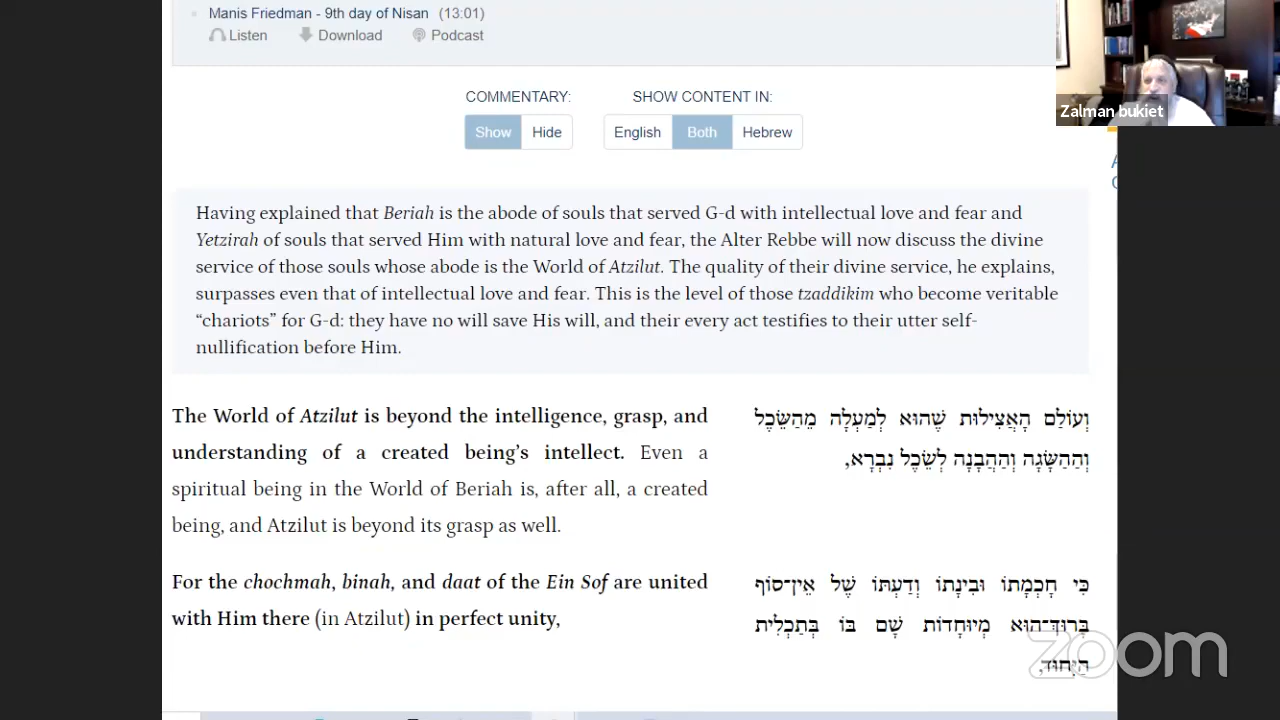 Manis Friedman - 9th day of Nisan (13:01)
Listen Download Podcast
Zalman bukiet
COMMENTARY: SHOW CONTENT IN:
Show Hide English Both Hebrew
Having explained that Beriah is the abode of souls that served G-d with intellectual love and fear and
Yetzirah of souls that served Him with natural love and fear, the Alter Rebbe will now discuss the divine
service of those souls whose abode is the World of Atzilut. The quality of their divine service, he explains,
surpasses even that of intellectual love and fear. This is the level of those tzaddikim who become veritable
“chariots” for G-d: they have no will save His will, and their every act testifies to their utter self-
nullification before Him.
The World of Atzilut is beyond the intelligence, grasp, and
understanding of a created being’s intellect. Even a
spiritual being in the World of Beriah is, after all, a created
being, and Atzilut is beyond its grasp as well.
וְעוֹלַם הָאֲצִילוּת שֶׁהוּא לְמַעְלָה מֵהַשֵּׂכֶל
וְהַהַשָּׂגָה וְהַהֲבָנָה לְשֵׂכֶל נִבְרָא,
For the chochmah, binah, and daat of the Ein Sof are united
with Him there (in Atzilut) in perfect unity,
כִּי חָכְמָתוֹ וּבִינָתוֹ וְדַעְתּוֹ שֶׁל אֵין־סוֹף
בָּרוּךְ־הוּא מְיוּחָדוֹת שָׁם בּוֹ בְּתַכְלִית
הַיִּחוּד,
zoom